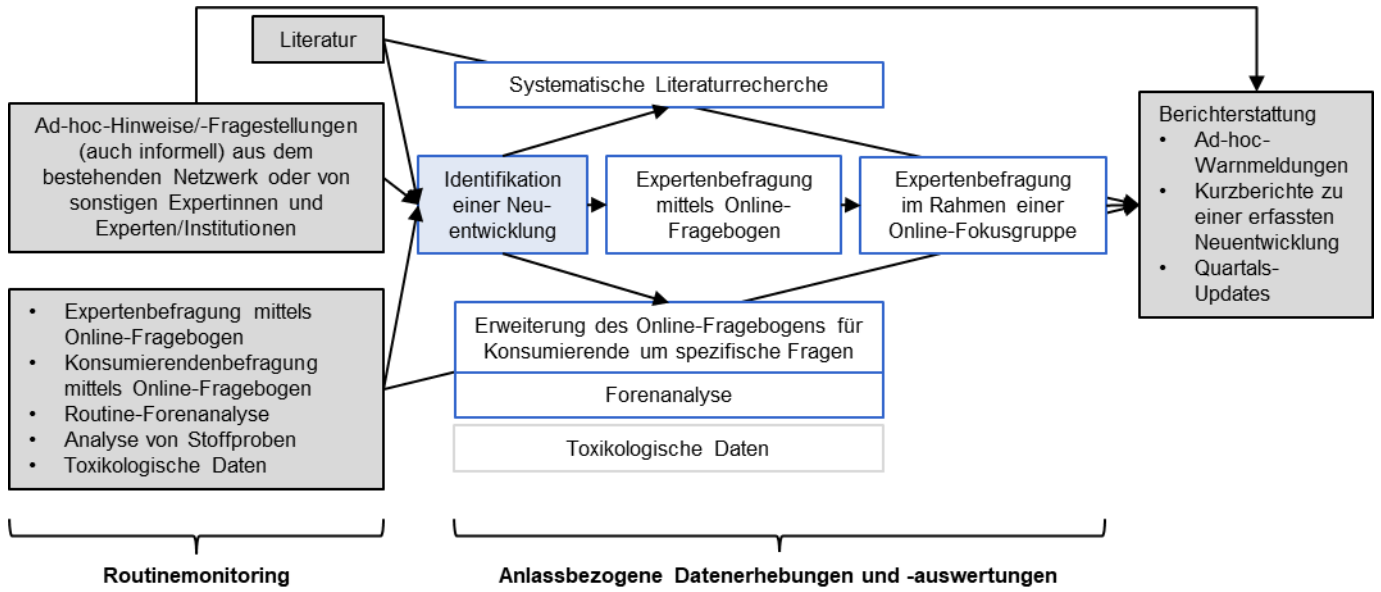 Literatur
Ad-hoc-Hinweise/-Fragestellungen
(auch informell) aus dem
bestehenden Netzwerk oder von
sonstigen Expertinnen und
Experten/Institutionen
• Expertenbefragung mittels
Online-Fragebogen
• Konsumierendenbefragung
mittels Online-Fragebogen
• Routine-Forenanalyse
• Analyse von Stoffproben
• Toxikologische Daten
Systematische Literaturrecherche
Identifikation
einer Neu-
entwicklung
Expertenbefragung
mittels Online-
Fragebogen
Expertenbefragung
im Rahmen einer
Online-Fokusgruppe
Erweiterung des Online-Fragebogens für
Konsumierende um spezifische Fragen
Forenanalyse
Toxikologische Daten
Berichterstattung
• Ad-hoc-
Warnmeldungen
• Kurzberichte zu
einer erfassten
Neuentwicklung
• Quartals-
Updates
Routinemonitoring
Anlassbezogene Datenerhebungen und -auswertungen